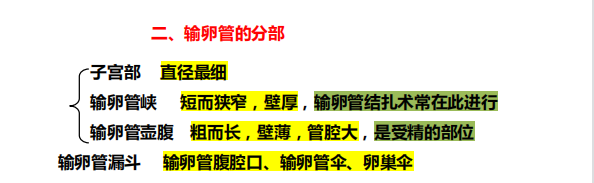 二、输卵管的分部
子宫部 直径最细
输卵管峡 短而狭窄，壁厚，输卵管结扎术常在此进行
输卵管壶腹 粗而长，壁薄，管腔大，是受精的部位
输卵管漏斗 输卵管腹腔口、输卵管伞、卵巢伞